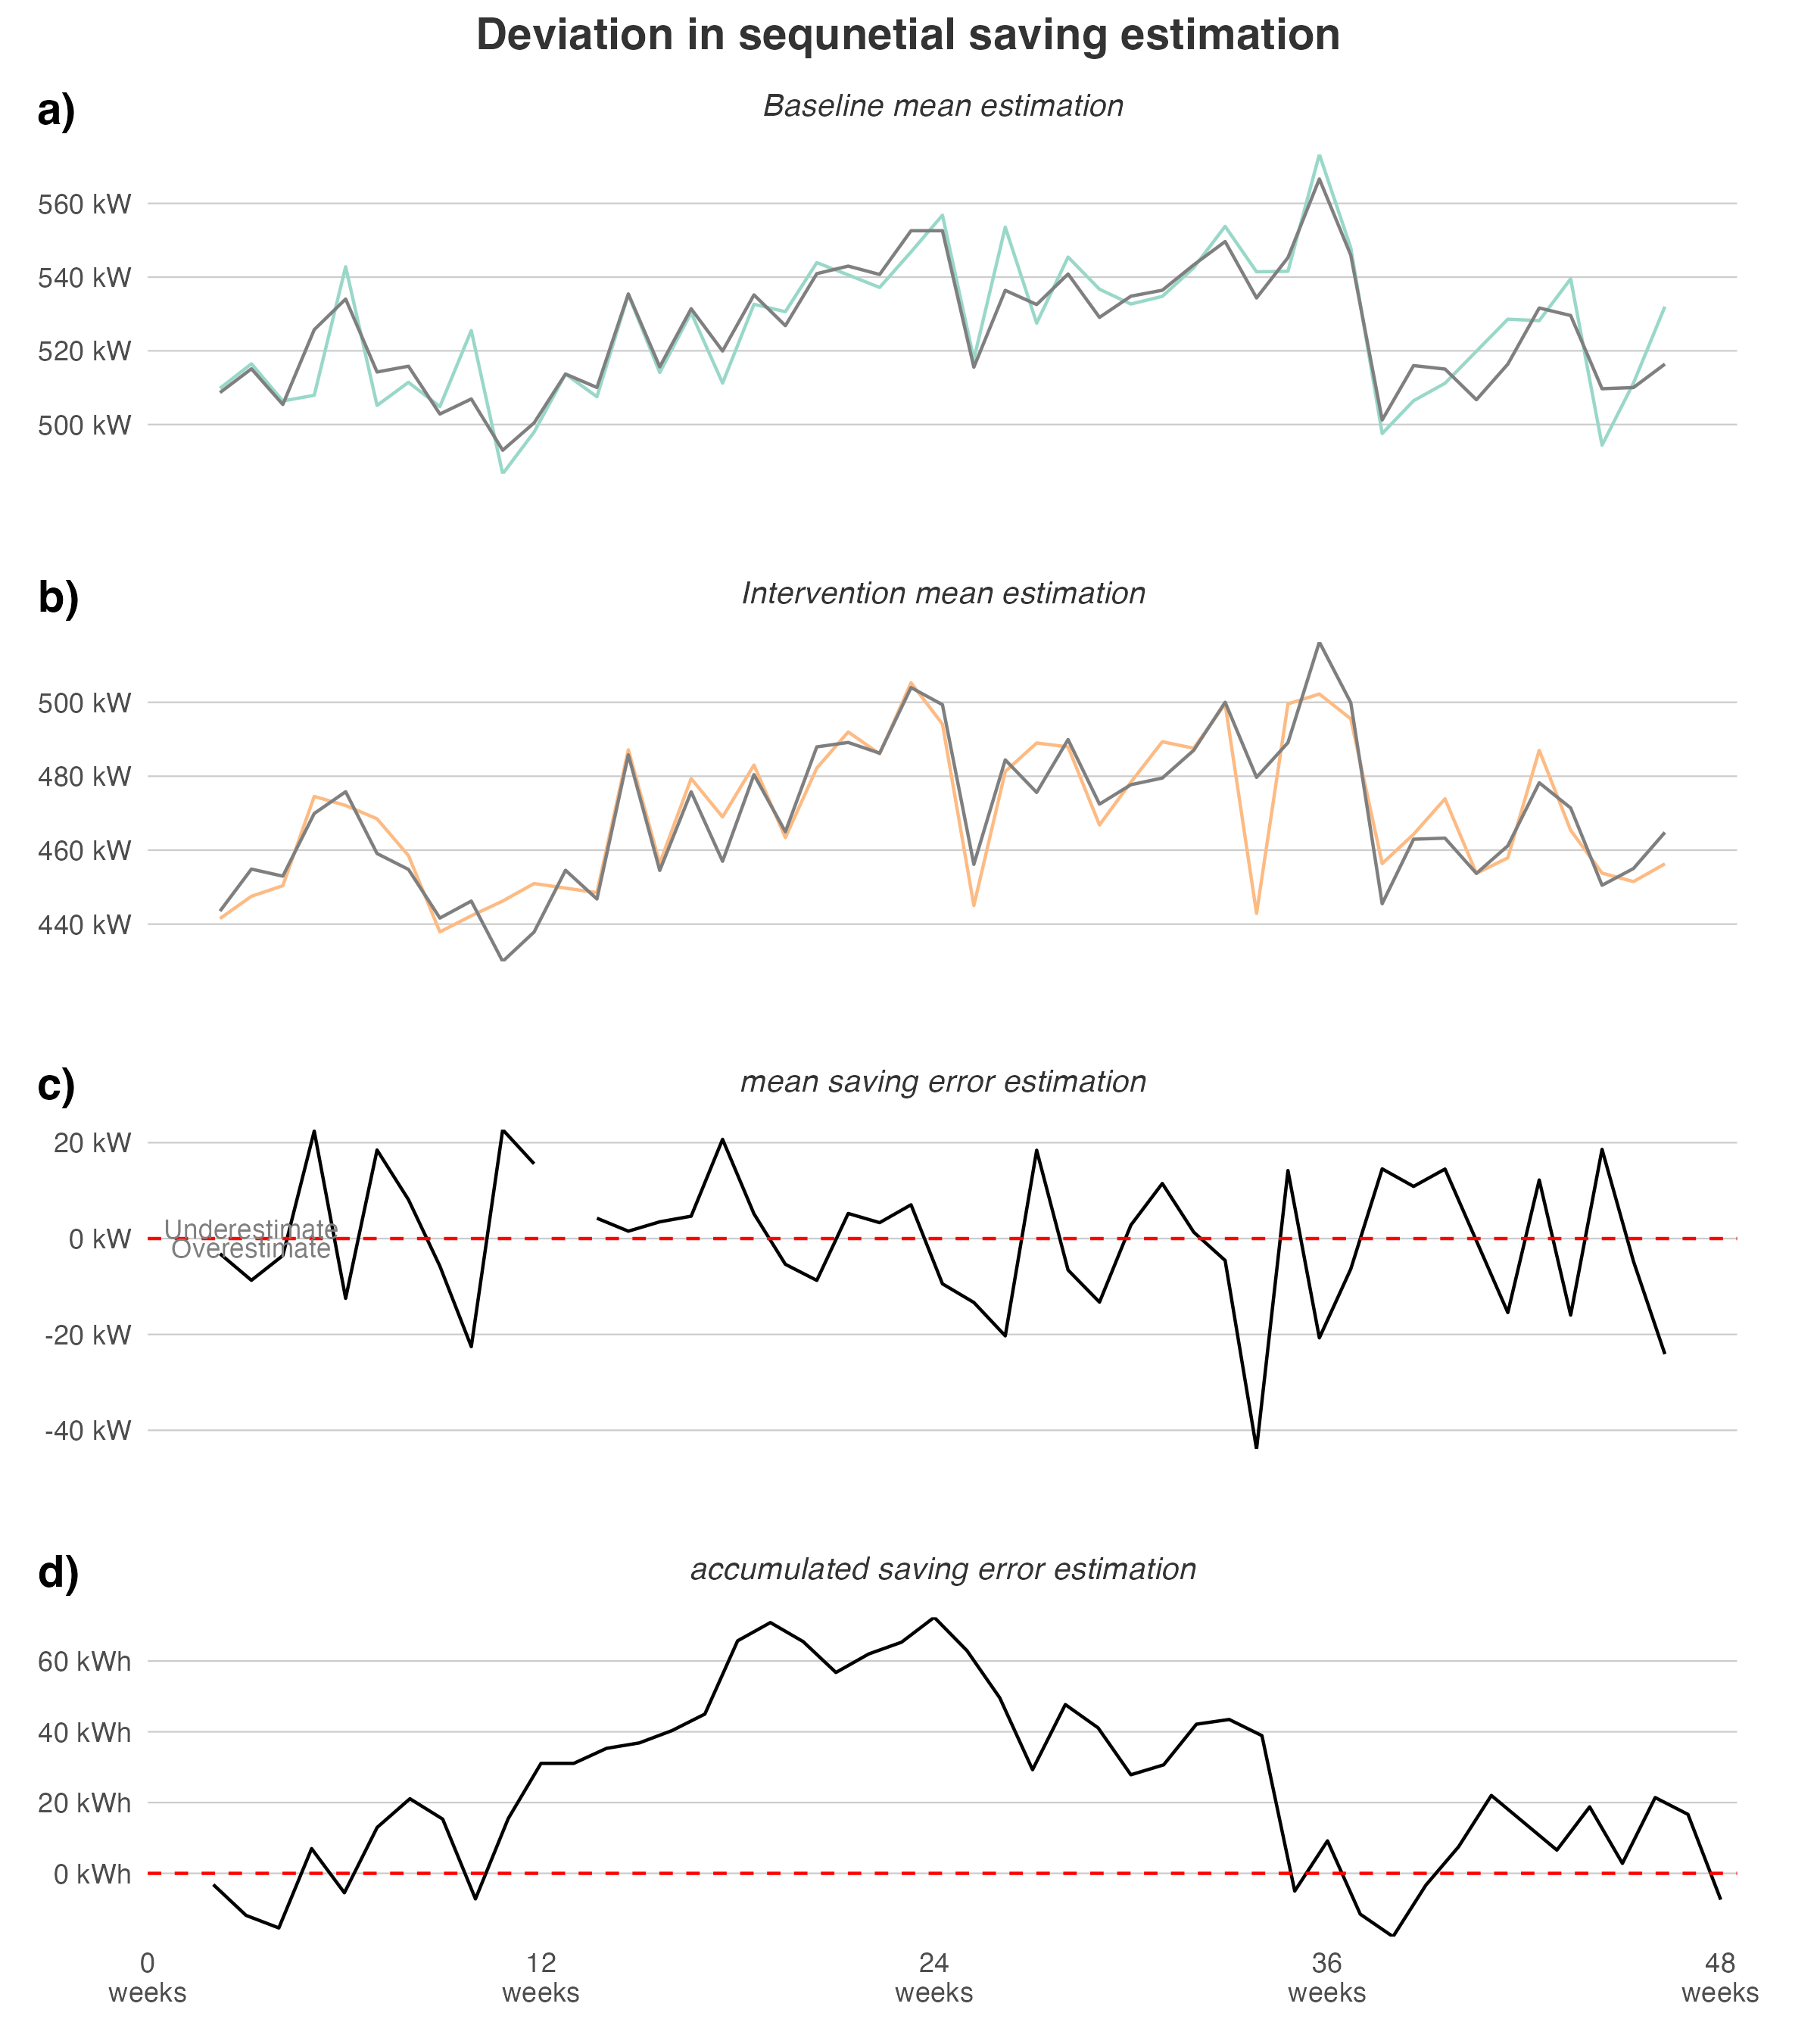 Deviation in sequnetial saving estimation
a)
Baseline mean estimation
560 kW
540 kW
520 kW
500 kW
b)
Intervention mean estimation
500 kW
480 kW
460 kW
440 kW
c)
mean saving error estimation
20 kW
Underestimate
0 kW
Overestimate
-20 kW
-40 kW
d)
accumulated saving error estimation
60 kWh
40 kWh
20 kWh
0 kWh
0 12 24 36 48
weeks weeks weeks weeks weeks